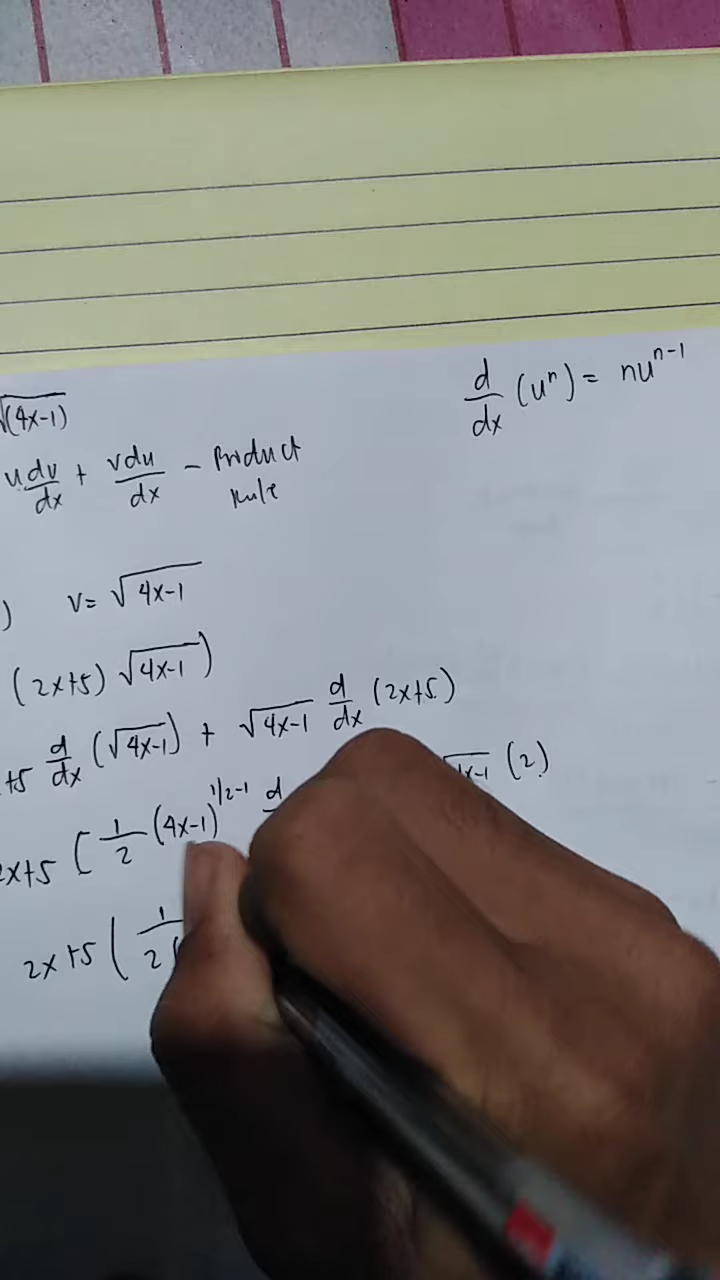 √(4x-1)
d/dx (uⁿ) = nuⁿ⁻¹
udv/dx + vdu/dx - Product
rule
) v= √4x-1
(2x+5) √4x-1 )
+5 d/dx (√4x-1) + √4x-1 d/dx (2x+5)
2x+5 [ 1/2 (4x-1)^1/2-1 d √4x-1 (2)
2x+5 ( 1/2(